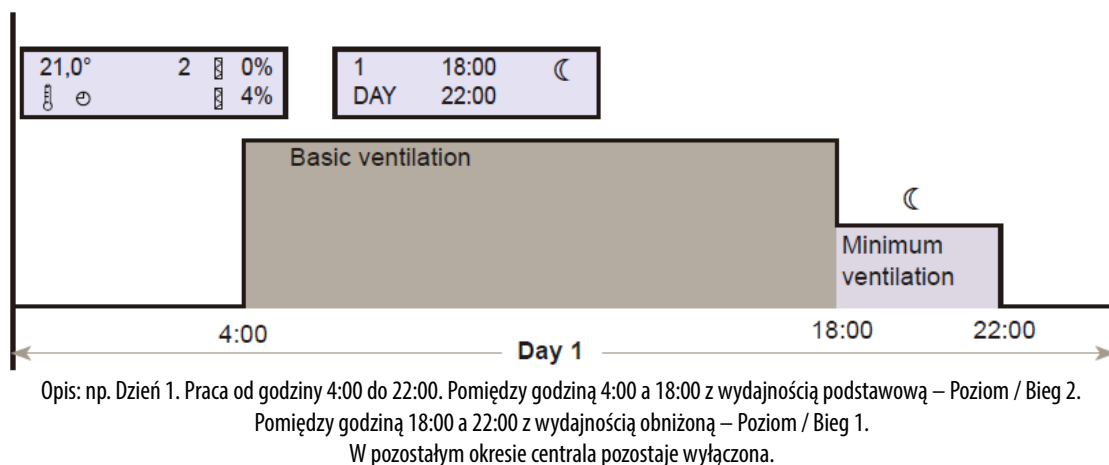 21,0° 2 0%
4%
1 18:00 ☾
DAY 22:00
Basic ventilation
☾
Minimum
ventilation
4:00 18:00 22:00
Day 1
Opis: np. Dzień 1. Praca od godziny 4:00 do 22:00. Pomiędzy godziną 4:00 a 18:00 z wydajnością podstawową – Poziom / Bieg 2.
Pomiędzy godziną 18:00 a 22:00 z wydajnością obniżoną – Poziom / Bieg 1.
W pozostałym okresie centrala pozostaje wyłączona.